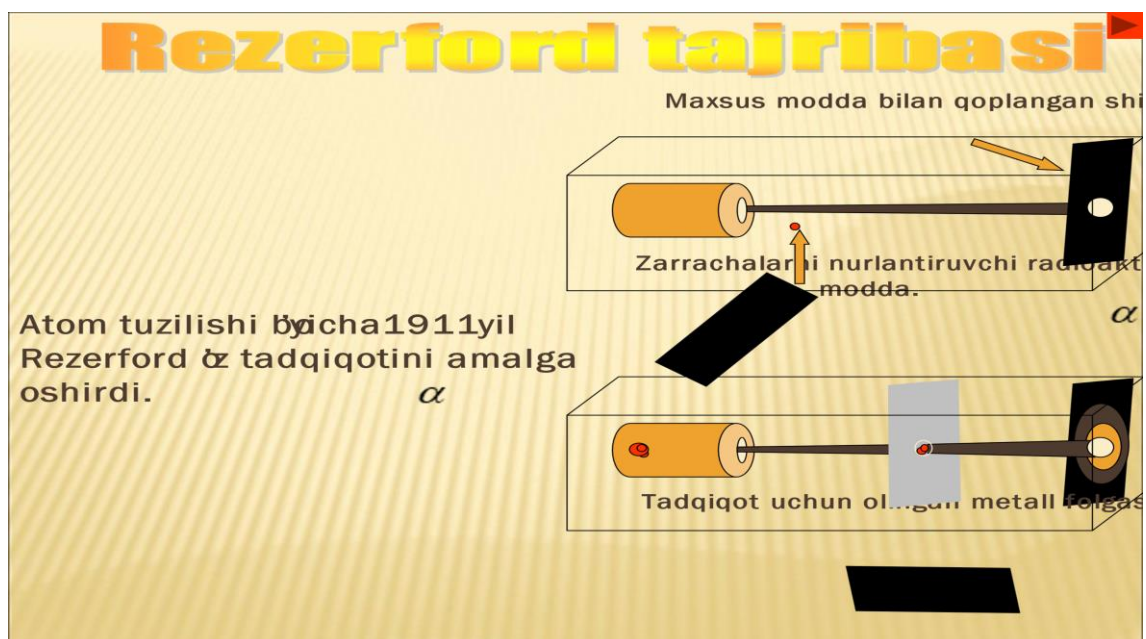 Rezerford tajribasi
Maxsus modda bilan qoplangan shi
Zarrachalarni nurlantiruvchi radioakt
modda.
α
Atom tuzilishi bo'yicha 1911 yil
Rezerford o'z tadqiqotini amalga
oshirdi. α
Tadqiqot uchun olingan metall folgas